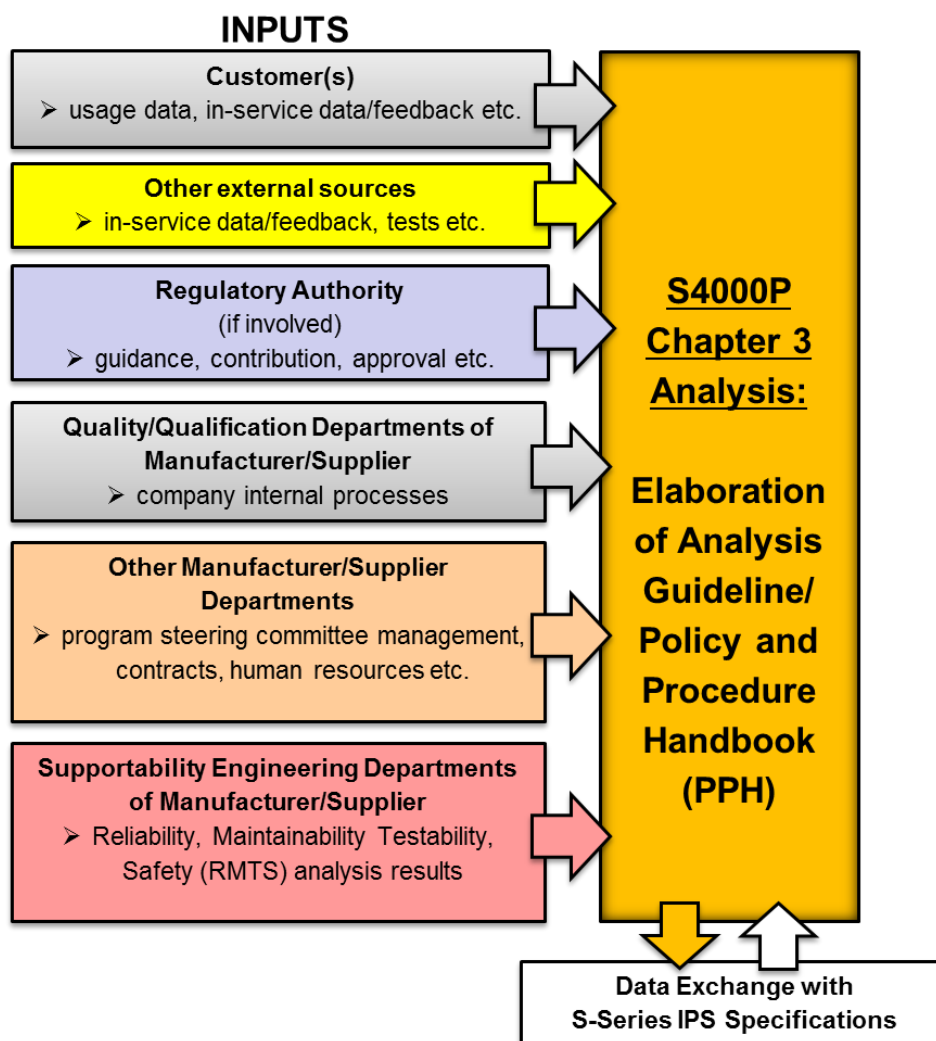 INPUTS
Customer(s)
➢ usage data, in-service data/feedback etc.
Other external sources
➢ in-service data/feedback, tests etc.
Regulatory Authority
(if involved)
➢ guidance, contribution, approval etc.
Quality/Qualification Departments of
Manufacturer/Supplier
➢ company internal processes
Other Manufacturer/Supplier
Departments
➢ program steering committee management,
contracts, human resources etc.
Supportability Engineering Departments
of Manufacturer/Supplier
➢ Reliability, Maintainability Testability,
Safety (RMTS) analysis results
S4000P
Chapter 3
Analysis:
Elaboration
of Analysis
Guideline/
Policy and
Procedure
Handbook
(PPH)
Data Exchange with
S-Series IPS Specifications